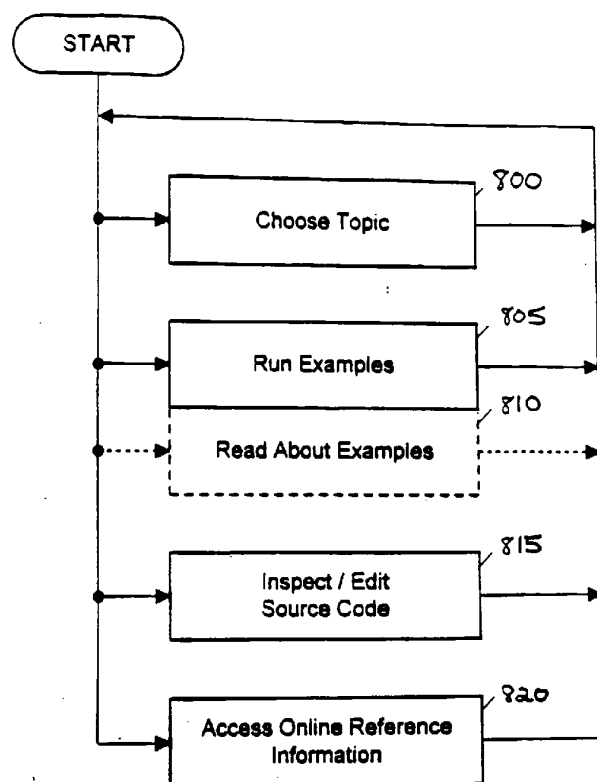 START
800
Choose Topic
805
Run Examples
810
Read About Examples
815
Inspect / Edit
Source Code
820
Access Online Reference
Information